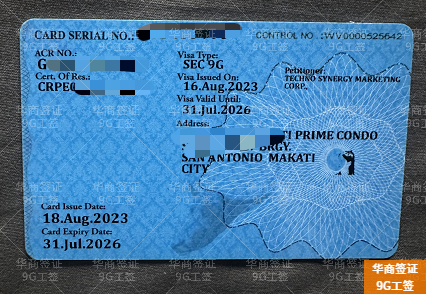 CARD SERIAL NO.:
CONTROL NO.: WV0000525642
ACR NO.:
G
Cert. Of Res.:
CRPE
Visa Type:
SEC 9G
Visa Issued On:
16.Aug.2023
Visa Valid Until:
31.Jul.2026
Petitioner:
TECHNO SYNERGY MARKETING
CORP.
Address:
TI PRIME CONDO
BRGY.
SAN ANTONIO MAKATI
CITY
Card Issue Date:
18.Aug.2023
Card Expiry Date:
31.Jul.2026
华商签证
9G工签